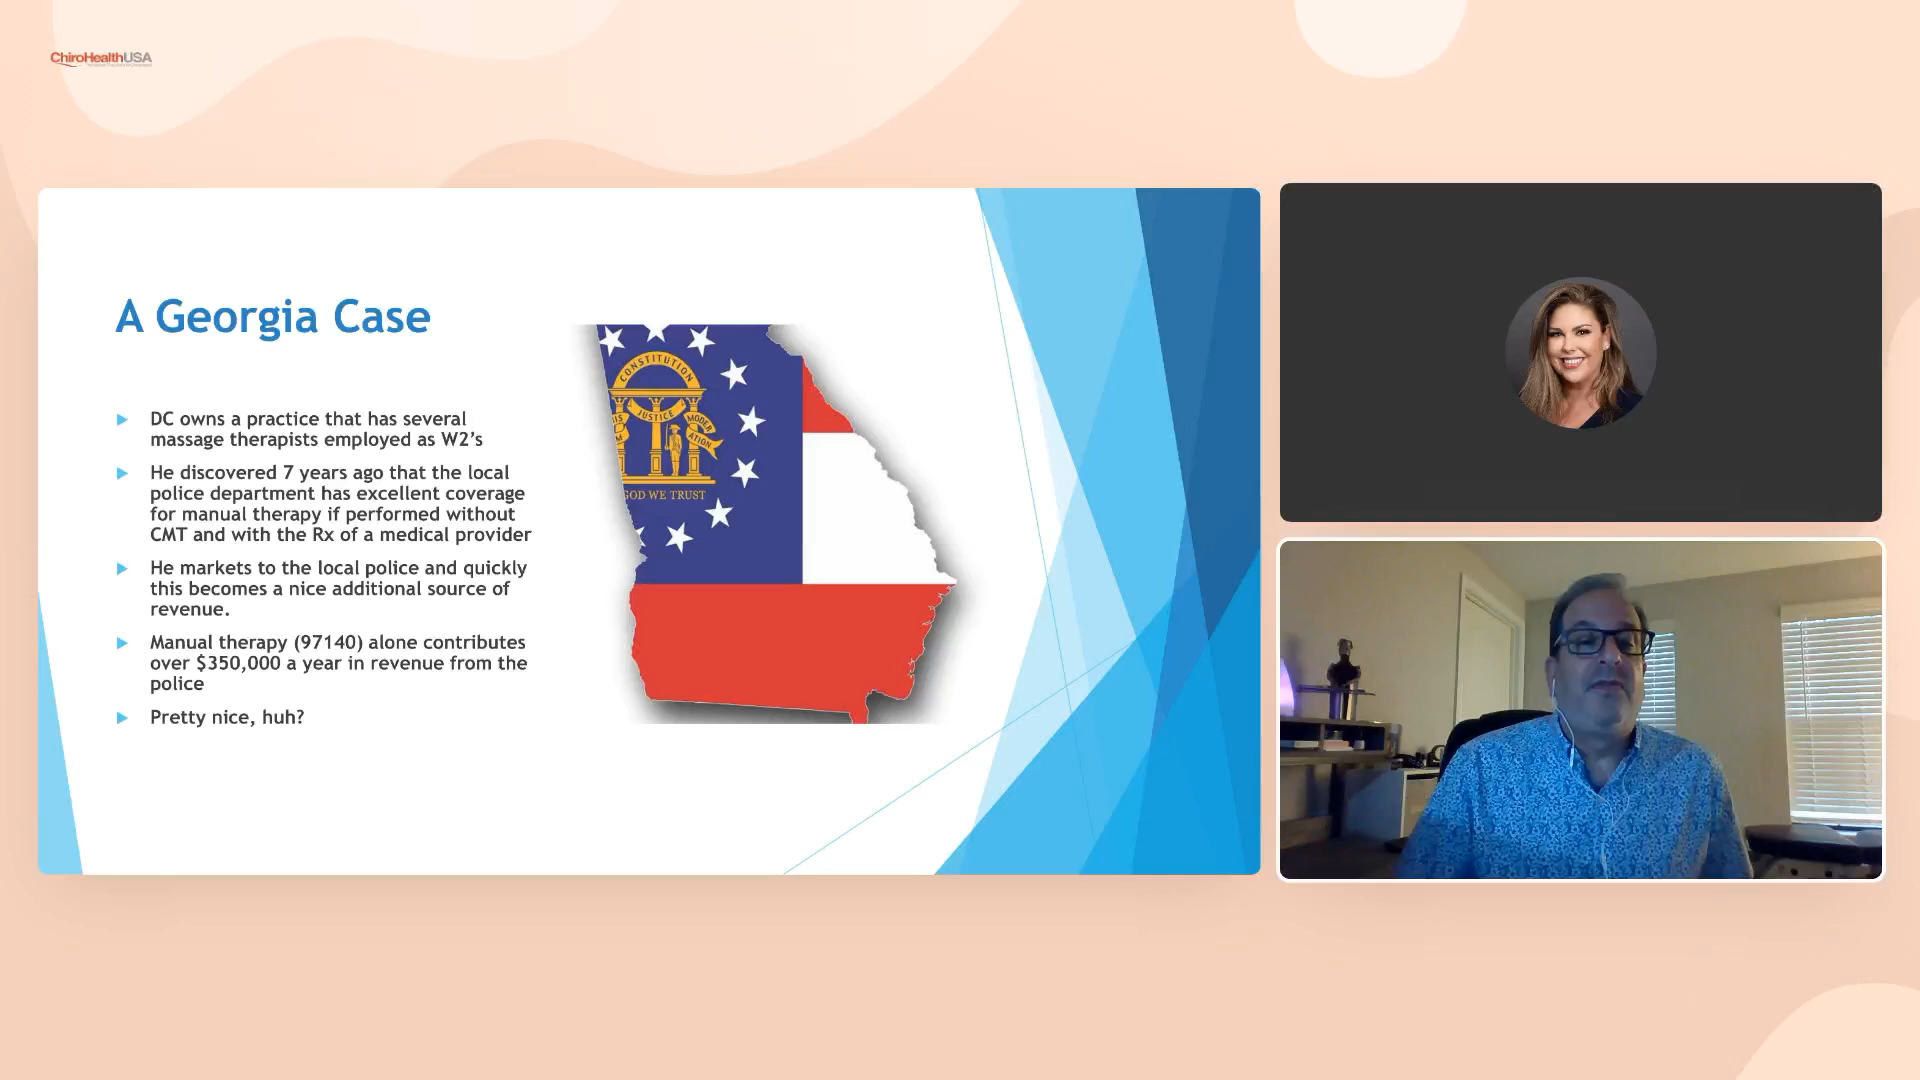 ChiroHealthUSA
A Georgia Case
DC owns a practice that has several
massage therapists employed as W2's
He discovered 7 years ago that the local
police department has excellent coverage
for manual therapy if performed without
CMT and with the Rx of a medical provider
He markets to the local police and quickly
this becomes a nice additional source of
revenue.
Manual therapy (97140) alone contributes
over $350,000 a year in revenue from the
police
Pretty nice, huh?
CONSTITUTION
JUSTICE
MODER
ATION
GOD WE TRUST